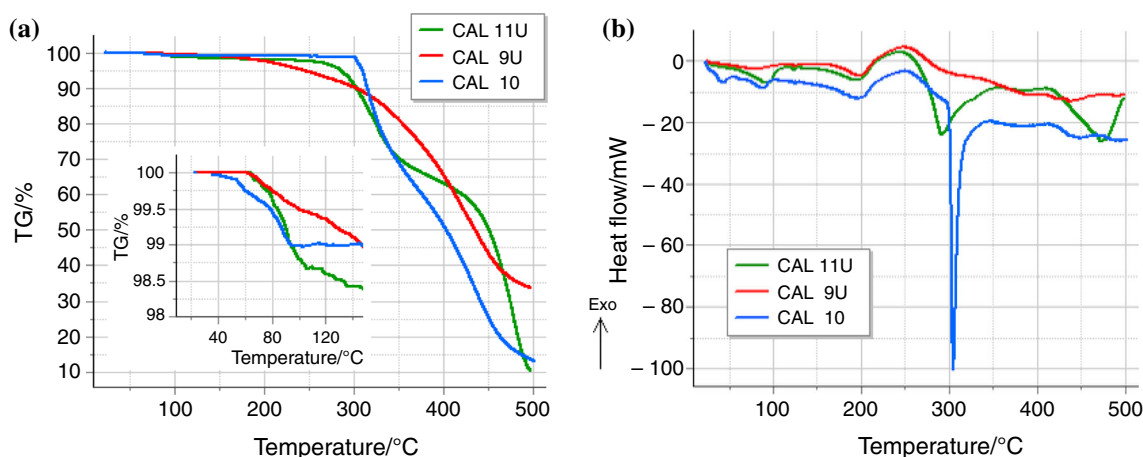 (a)
CAL 11U
CAL 9U
CAL 10
TG/%
100
90
80
70
60
50
40
30
20
10
100
200
300
400
500
Temperature/°C
TG/%
100
99.5
99
98.5
98
40
80
120
Temperature/°C
(b)
Heat flow/mW
0
− 20
− 40
− 60
− 80
− 100
Exo
CAL 11U
CAL 9U
CAL 10
100
200
300
400
500
Temperature/°C